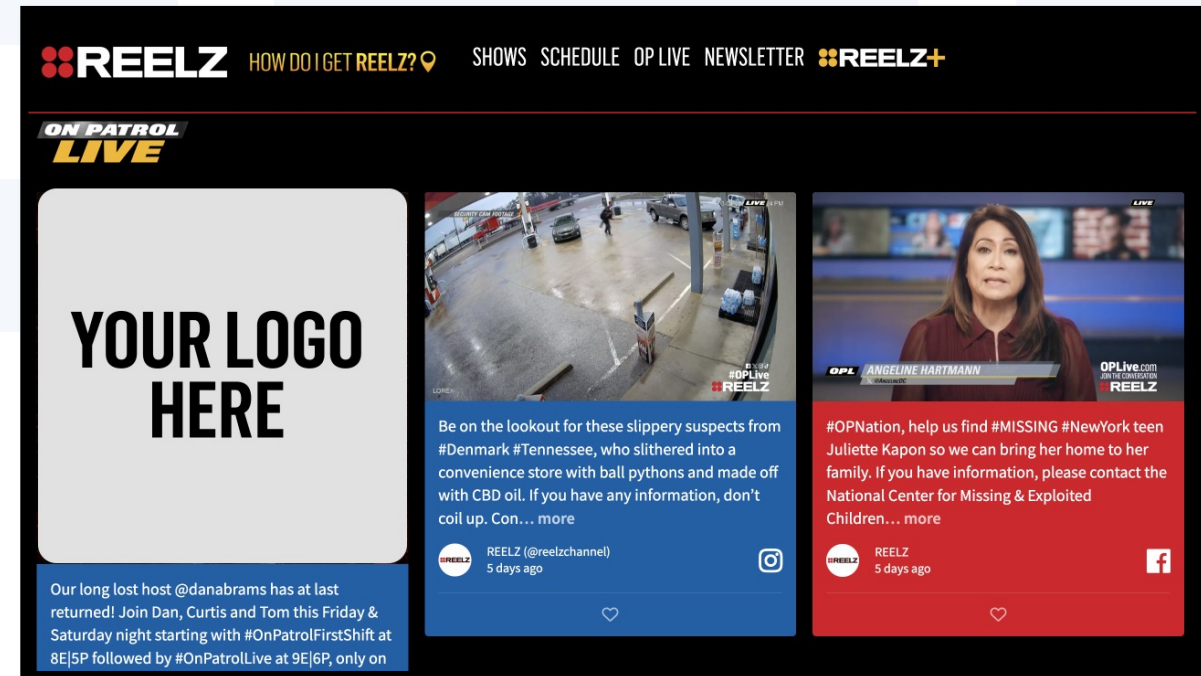 REELZ
HOW DO I GET REELZ?
SHOWS SCHEDULE OP LIVE NEWSLETTER REELZ+
ON PATROL
LIVE
YOUR LOGO
HERE
Our long lost host @danabrams has at last
returned! Join Dan, Curtis and Tom this Friday &
Saturday night starting with #OnPatrolFirstShift at
8E|5P followed by #OnPatrolLive at 9E|6P, only on
SECURITY CAM FOOTAGE
LIVE
LOREX
#OPLive
REELZ
Be on the lookout for these slippery suspects from
#Denmark #Tennessee, who slithered into a
convenience store with ball pythons and made off
with CBD oil. If you have any information, don’t
coil up. Con… more
REELZ
REELZ (@reelzchannel)
5 days ago
LIVE
OPL ANGELINE HARTMANN
@AngelineDC
OPLive.com
JOIN THE CONVERSATION
REELZ
#OPNation, help us find #MISSING #NewYork teen
Juliette Kapon so we can bring her home to her
family. If you have information, please contact the
National Center for Missing & Exploited
Children… more
REELZ
REELZ
5 days ago